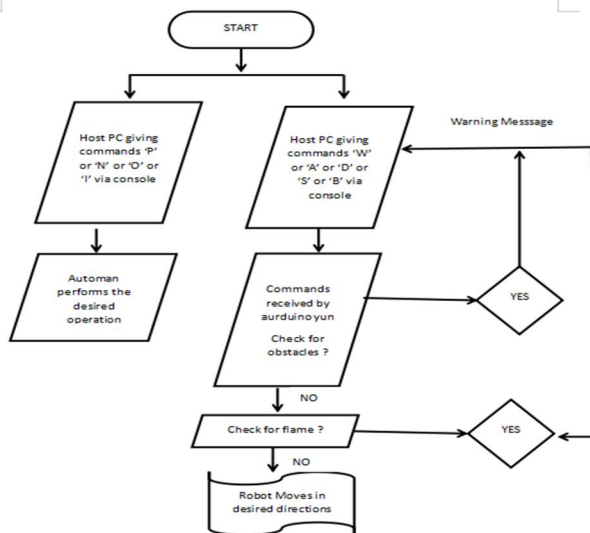 START
Host PC giving
commands ‘P’
or ‘N’ or ‘O’ or
‘I’ via console
Host PC giving
commands ‘W’
or ‘A’ or ‘D’ or
‘S’ or ‘B’ via
console
Warning Messsage
Automan
performs the
desired
operation
Commands
received by
aurduino yun
Check for
obstacles ?
YES
NO
Check for flame ?
YES
NO
Robot Moves in
desired directions